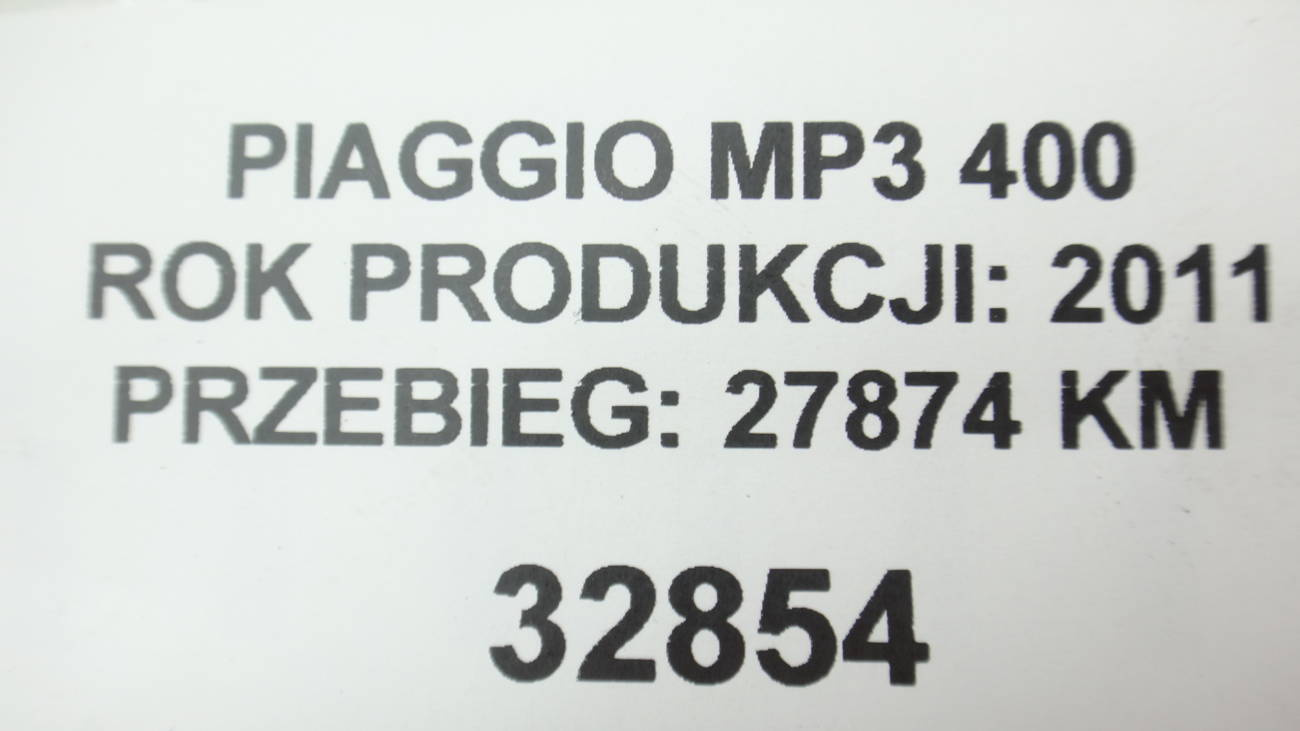 PIAGGIO MP3 400
ROK PRODUKCJI: 2011
PRZEBIEG: 27874 KM
32854